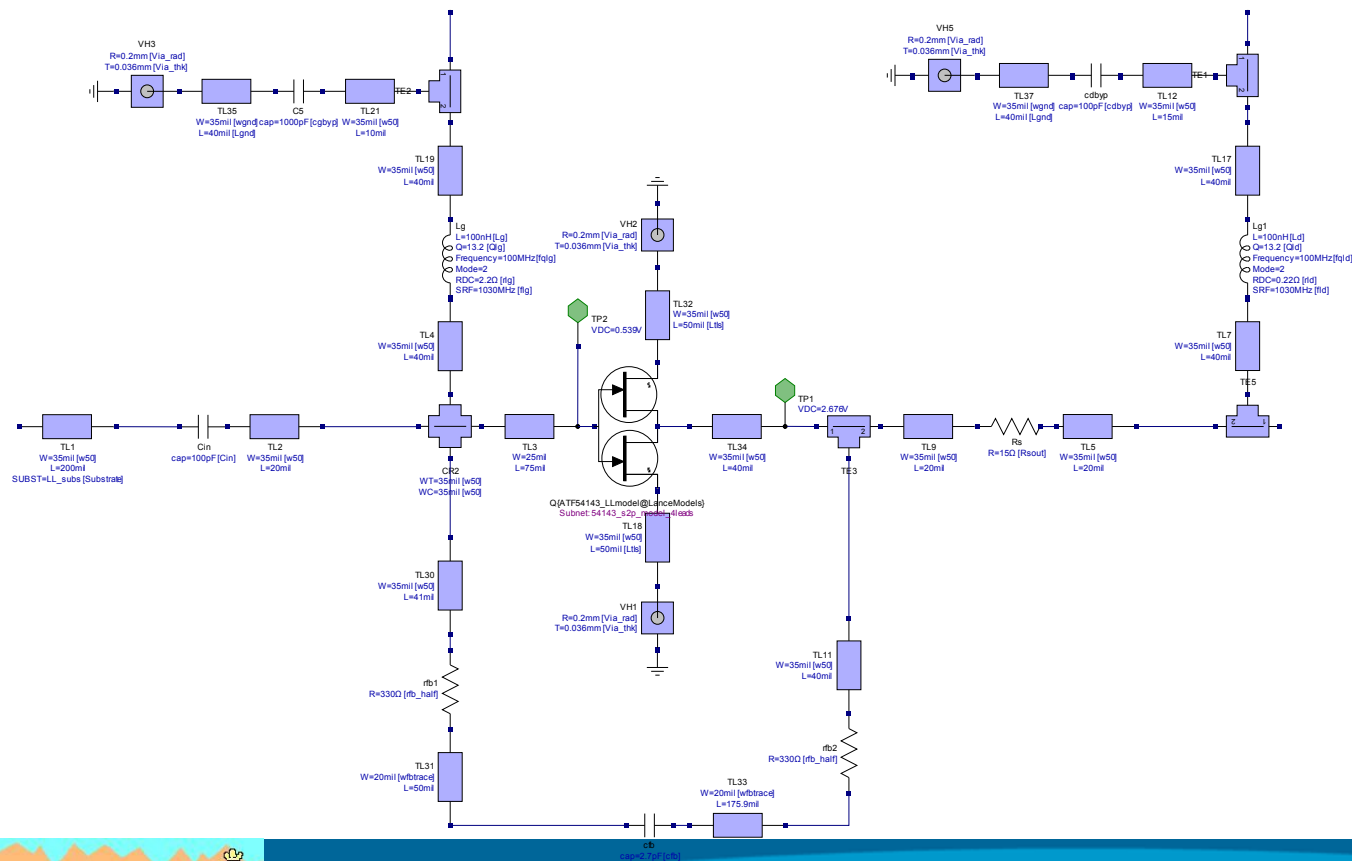 VH3
R=0.2mm [Via_rad]
T=0.036mm [Via_thk]
TL35
W=35mil [wgnd]
L=40mil [Lgnd]
C5
cap=1000pF [cgbyp]
TL21
W=35mil [w50]
L=10mil
TE2
1
2
TL19
W=35mil [w50]
L=40mil
Lg
L=100nH [Lg]
Q=13.2 [Qlg]
Frequency=100MHz [fqlg]
Mode=2
RDC=2.2Ω [rlg]
SRF=1030MHz [flg]
TL4
W=35mil [w50]
L=40mil
VH5
R=0.2mm [Via_rad]
T=0.036mm [Via_thk]
TL37
W=35mil [wgnd]
L=40mil [Lgnd]
cdbyp
cap=100pF [cdbyp]
TL12
W=35mil [w50]
L=15mil
TE1
1
2
TL17
W=35mil [w50]
L=40mil
Lg1
L=100nH [Ld]
Q=13.2 [Qld]
Frequency=100MHz [fqld]
Mode=2
RDC=0.22Ω [rld]
SRF=1030MHz [fld]
TL7
W=35mil [w50]
L=40mil
TE5
2
1
VH2
R=0.2mm [Via_rad]
T=0.036mm [Via_thk]
TL32
W=35mil [w50]
L=50mil [Ltls]
TP2
VDC=0.539V
TP1
VDC=2.676V
TL1
W=35mil [w50]
L=200mil
SUBST=LL_subs [Substrate]
Cin
cap=100pF [Cin]
TL2
W=35mil [w50]
L=20mil
CR2
WT=35mil [w50]
WC=35mil [w50]
TL3
W=25mil
L=75mil
s
s
Q{ATF54143_LLmodel@LanceModels}
Subnet: 54143_s2p_model_4leads
TL34
W=35mil [w50]
L=40mil
1
2
TE3
TL9
W=35mil [w50]
L=20mil
Rs
R=15Ω [Rsout]
TL5
W=35mil [w50]
L=20mil
TL18
W=35mil [w50]
L=50mil [Ltls]
VH1
R=0.2mm [Via_rad]
T=0.036mm [Via_thk]
TL30
W=35mil [w50]
L=41mil
rfb1
R=330Ω [rfb_half]
TL31
W=20mil [wfbtrace]
L=50mil
TL11
W=35mil [w50]
L=40mil
rfb2
R=330Ω [rfb_half]
TL33
W=20mil [wfbtrace]
L=175.9mil
cfb
cap=2.7pF [cfb]